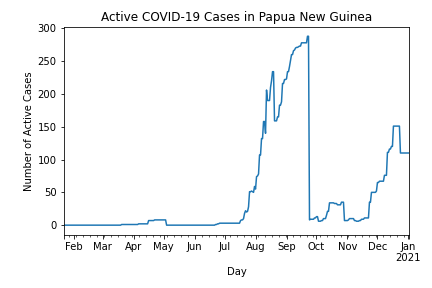 Active COVID-19 Cases in Papua New Guinea
300
250
200
150
100
50
0
Number of Active Cases
Feb Mar Apr May Jun Jul Aug Sep Oct Nov Dec Jan
2021
Day